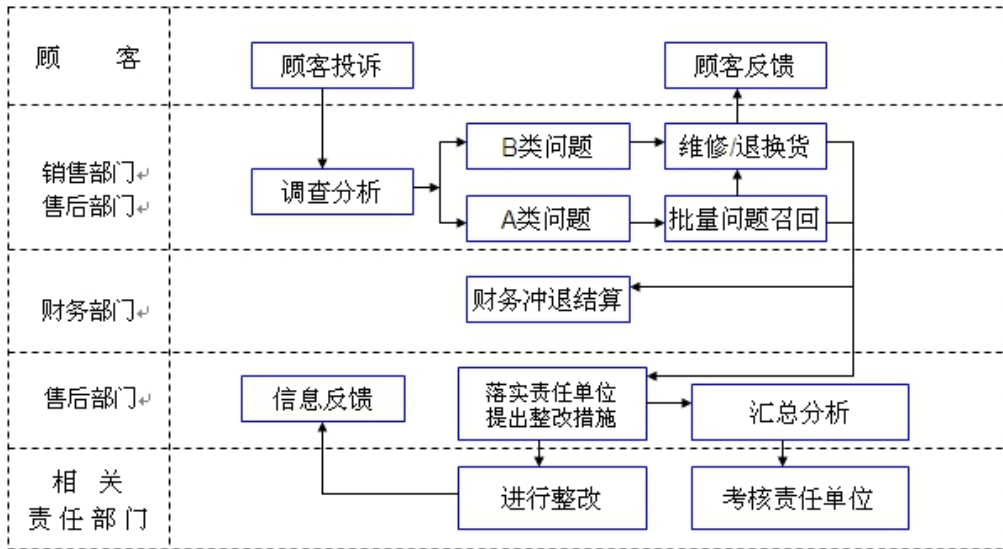 顾 客
顾客投诉
顾客反馈
销售部门
售后部门
调查分析
B类问题
维修/退换货
A类问题
批量问题召回
财务部门
财务冲退结算
售后部门
信息反馈
落实责任单位
提出整改措施
汇总分析
相 关
责 任 部 门
进行整改
考核责任单位